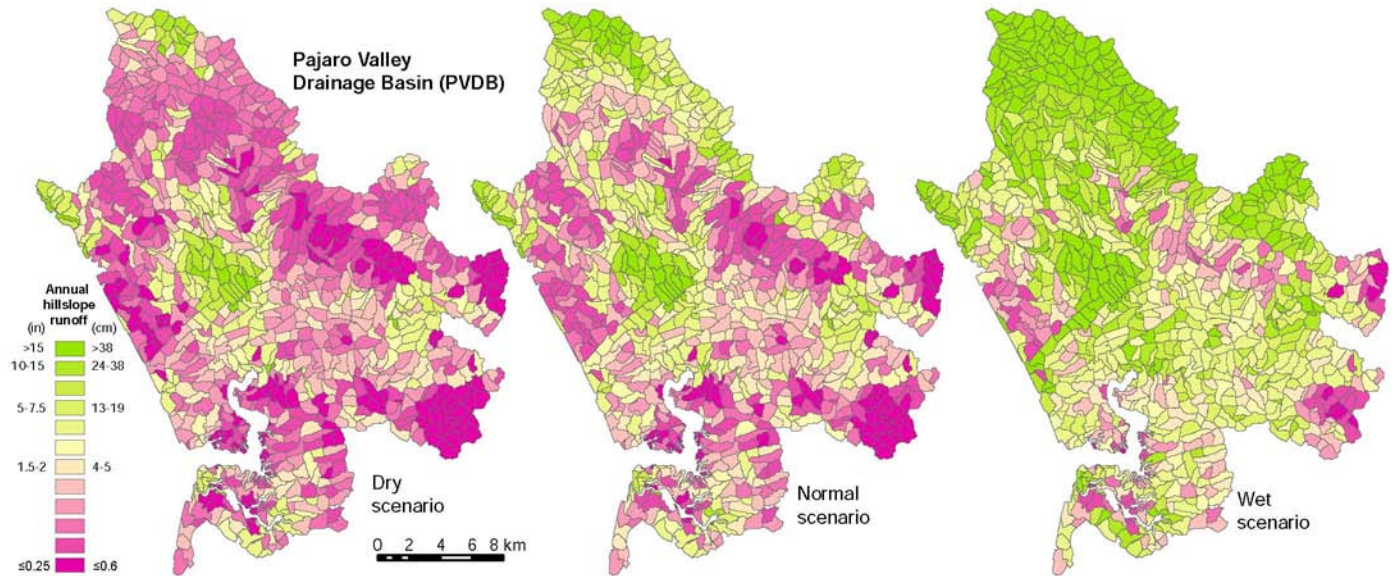 Pajaro Valley
Drainage Basin (PVDB)
Annual
hillslope
runoff
(in) (cm)
>15 >38
10-15 24-38
5-7.5 13-19
1.5-2 4-5
≤0.25 ≤0.6
Dry
scenario
0 2 4 6 8 km
Normal
scenario
Wet
scenario